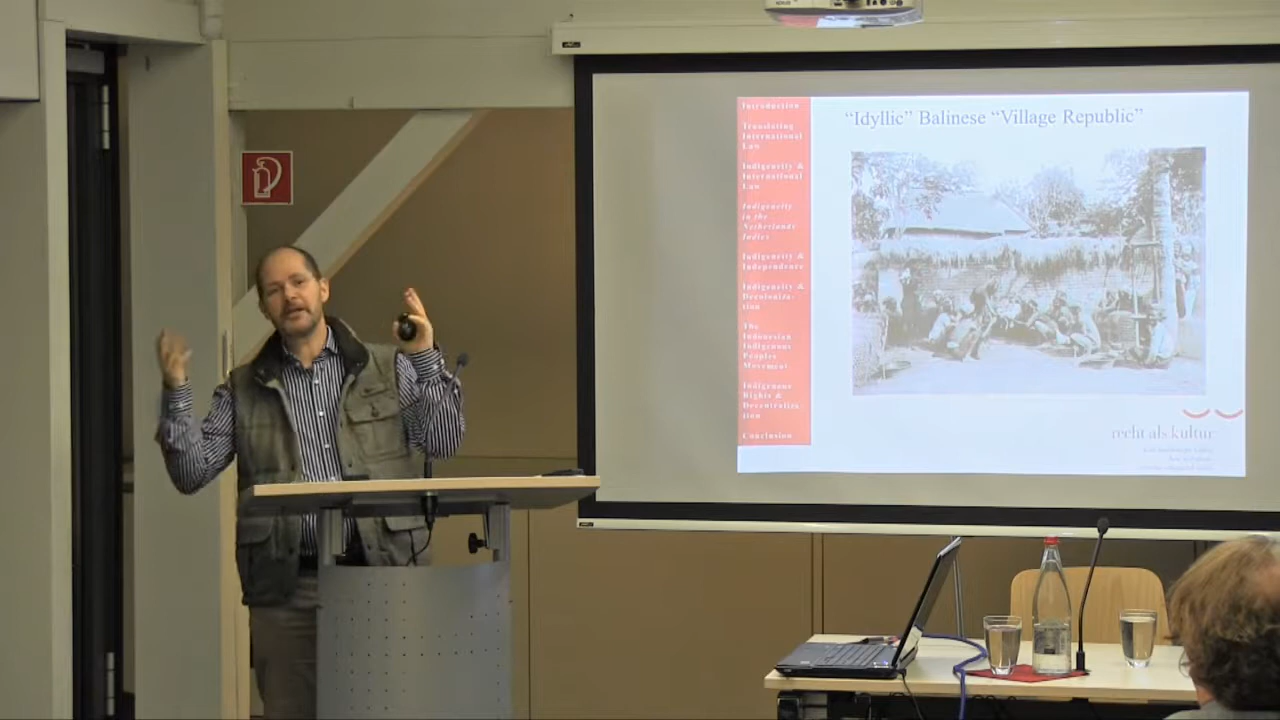 Introduction
Translating
International
Law
Indigeneity &
International
Law
Indigeneity
in the
Netherlands
Indies
Indigeneity &
Independence
Indigeneity &
Decoloniza-
tion
The
Indonesian
Indigenous
Peoples
Movement
Indigenous
Rights &
Decentraliza-
tion
Conclusion
“Idyllic” Balinese “Village Republic”
recht als kultur